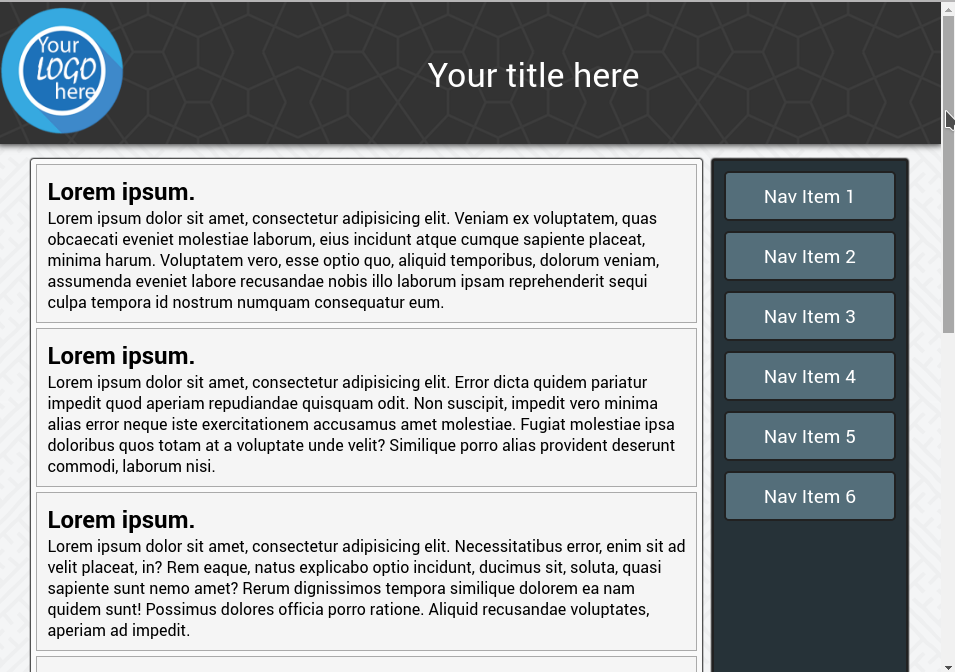 Your
LOGO
here
Your title here
Lorem ipsum.
Lorem ipsum dolor sit amet, consectetur adipisicing elit. Veniam ex voluptatem, quas
obcaecati eveniet molestiae laborum, eius incidunt atque cumque sapiente placeat,
minima harum. Voluptatem vero, esse optio quo, aliquid temporibus, dolorum veniam,
assumenda eveniet labore recusandae nobis illo laborum ipsam reprehenderit sequi
culpa tempora id nostrum numquam consequatur eum.
Lorem ipsum.
Lorem ipsum dolor sit amet, consectetur adipisicing elit. Error dicta quidem pariatur
impedit quod aperiam repudiandae quisquam odit. Non suscipit, impedit vero minima
alias error neque iste exercitationem accusamus amet molestiae. Fugiat molestiae ipsa
doloribus quos totam at a voluptate unde velit? Similique porro alias provident deserunt
commodi, laborum nisi.
Lorem ipsum.
Lorem ipsum dolor sit amet, consectetur adipisicing elit. Necessitatibus error, enim sit ad
velit placeat, in? Rem eaque, natus explicabo optio incidunt, ducimus sit, soluta, quasi
sapiente sunt nemo amet? Rerum dignissimos tempora similique dolorem ea nam
quidem sunt! Possimus dolores officia porro ratione. Aliquid recusandae voluptates,
aperiam ad impedit.
Nav Item 1
Nav Item 2
Nav Item 3
Nav Item 4
Nav Item 5
Nav Item 6